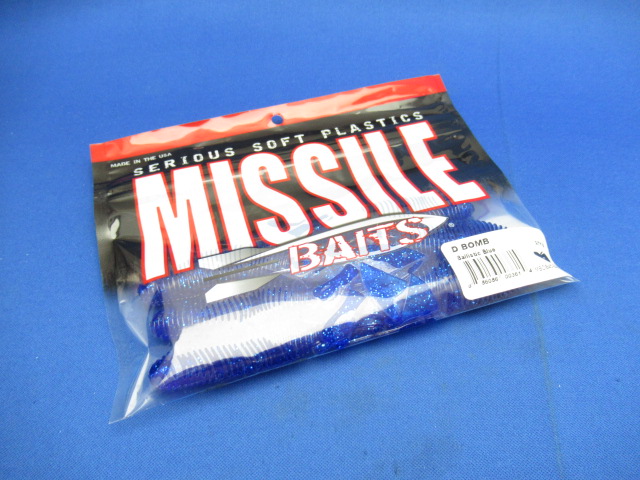 MADE IN THE USA
SERIOUS SOFT PLASTICS
MISSILE
BAITS
D BOMB
Ballistic Blue